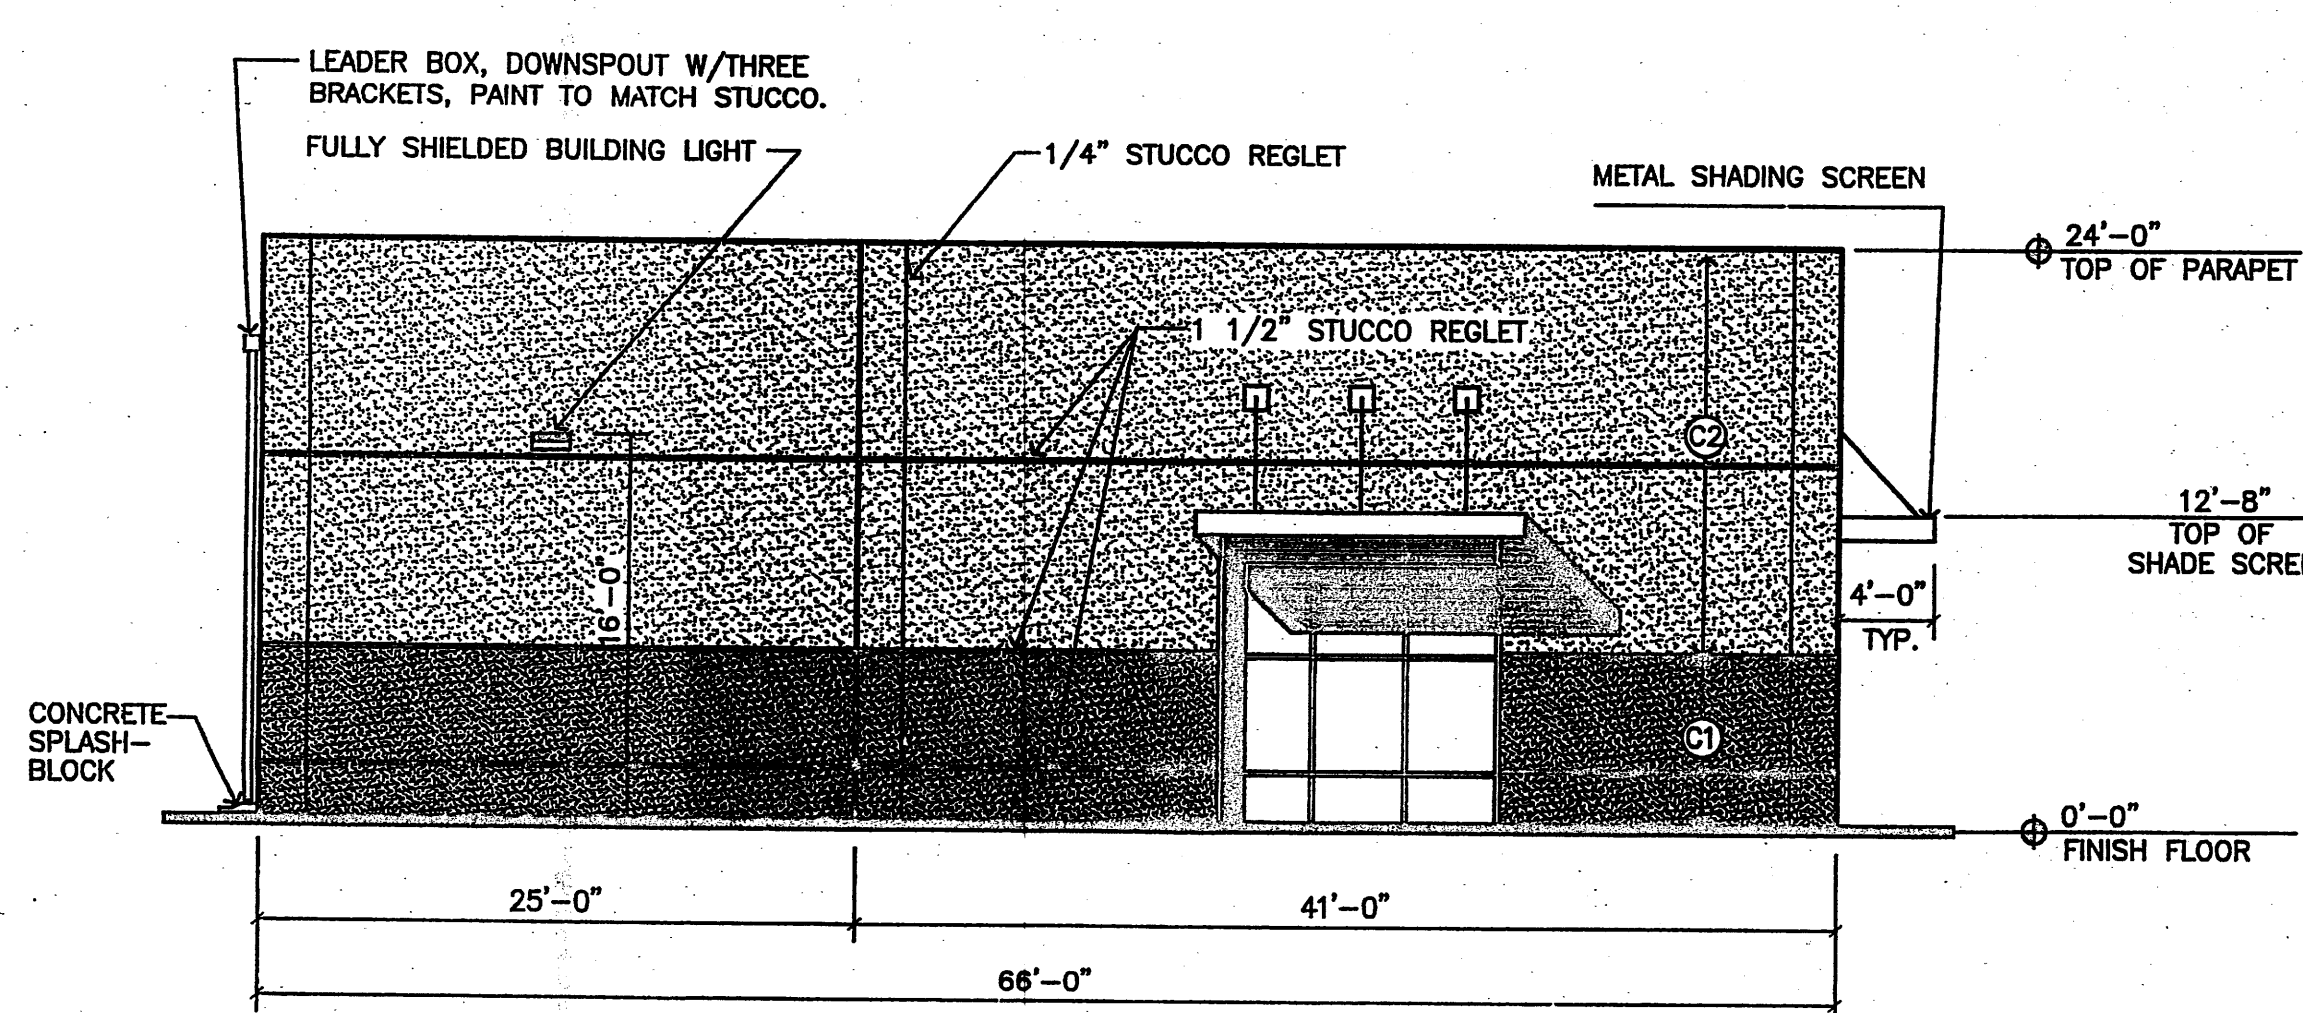 LEADER BOX, DOWNSPOUT W/THREE
BRACKETS, PAINT TO MATCH STUCCO.
FULLY SHIELDED BUILDING LIGHT
1/4" STUCCO REGLET
METAL SHADING SCREEN
24'-0"
TOP OF PARAPET
1 1/2" STUCCO REGLET
C2
12'-8"
TOP OF
SHADE SCREE
16'-0"
4'-0"
TYP.
CONCRETE
SPLASH-
BLOCK
C1
0'-0"
FINISH FLOOR
25'-0"
41'-0"
66'-0"